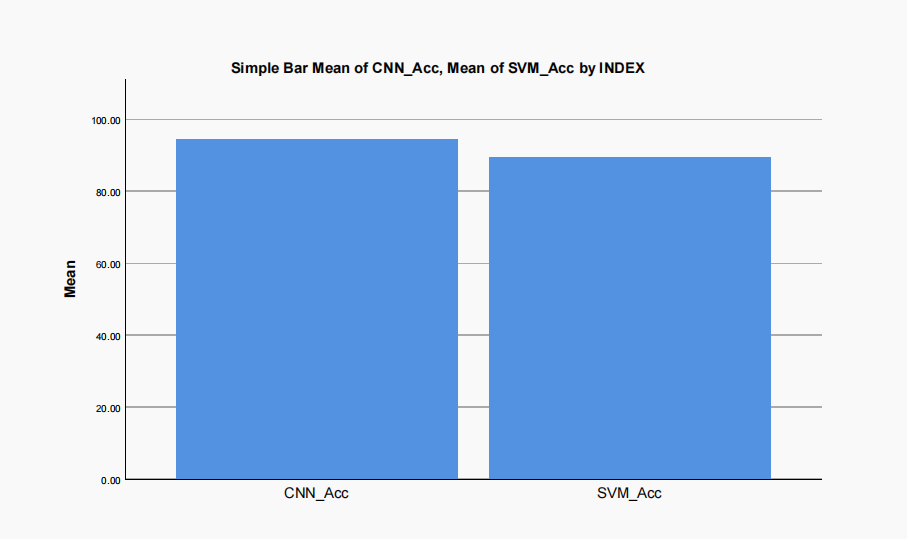 Simple Bar Mean of CNN_Acc, Mean of SVM_Acc by INDEX
Mean
100.00
80.00
60.00
40.00
20.00
0.00
CNN_Acc
SVM_Acc